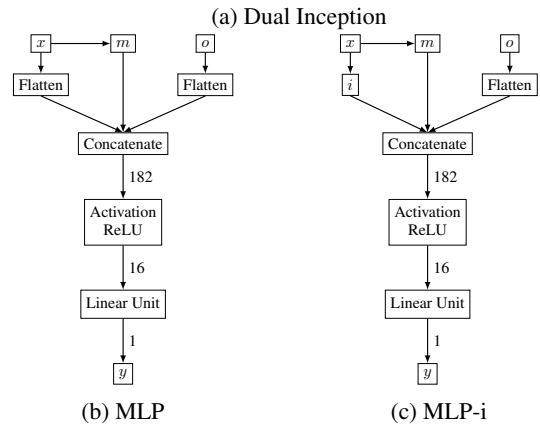 (a) Dual Inception
x m o
Flatten Flatten
Concatenate
182
Activation
ReLU
16
Linear Unit
1
y
(b) MLP
x m o
i Flatten
Concatenate
182
Activation
ReLU
16
Linear Unit
1
y
(c) MLP-i